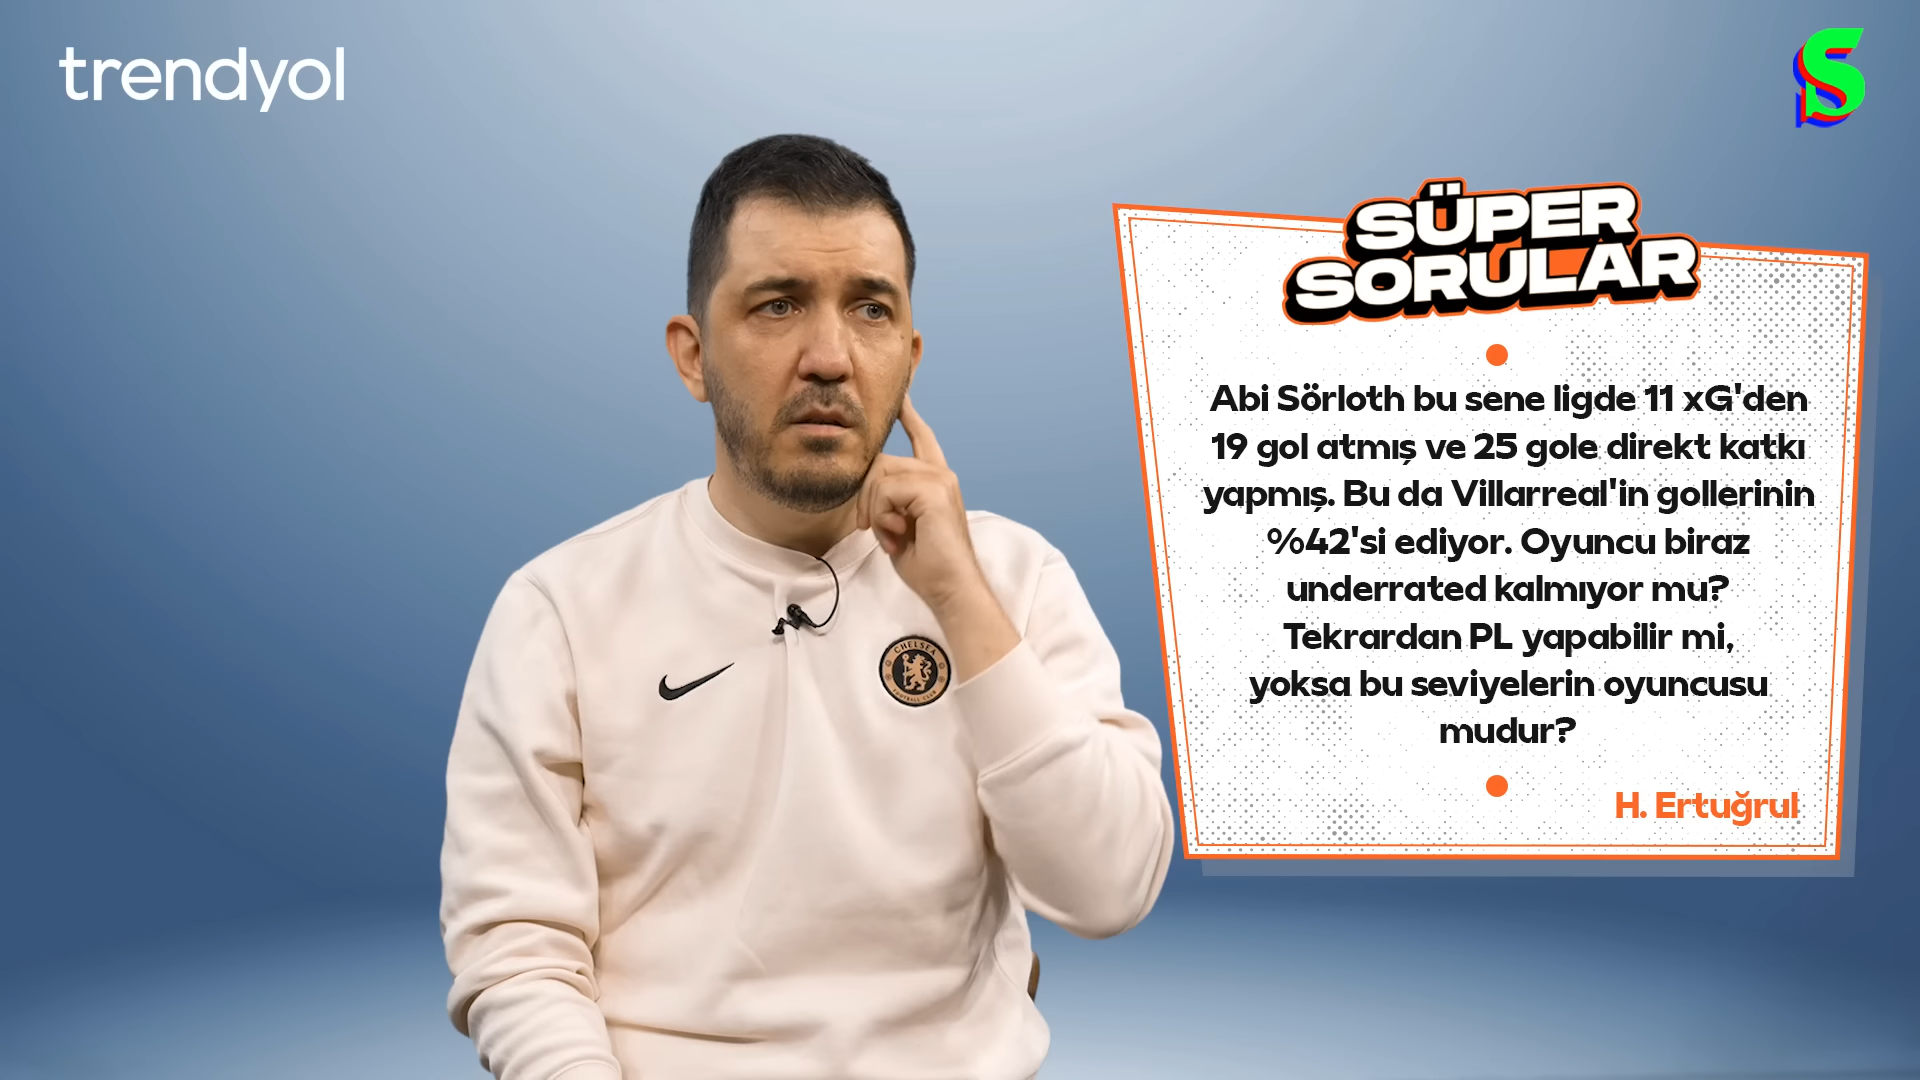 trendyol
S
SÜPER
SORULAR
Abi Sörloth bu sene ligde 11 xG'den
19 gol atmış ve 25 gole direkt katkı
yapmış. Bu da Villarreal'in gollerinin
%42'si ediyor. Oyuncu biraz
underrated kalmıyor mu?
Tekrardan PL yapabilir mi,
yoksa bu seviyelerin oyuncusu
mudur?
H. Ertuğrul
CHELSEA
FOOTBALL CLUB